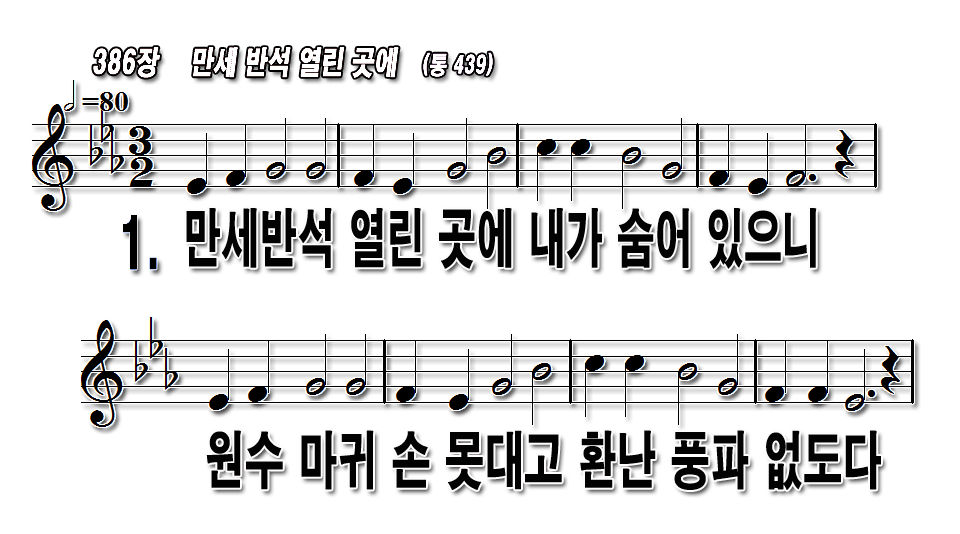 386장 만세 반석 열린 곳에 (통 439)
=80
3
2
1. 만세반석 열린 곳에 내가 숨어 있으니
원수 마귀 손 못대고 환난 풍파 없도다